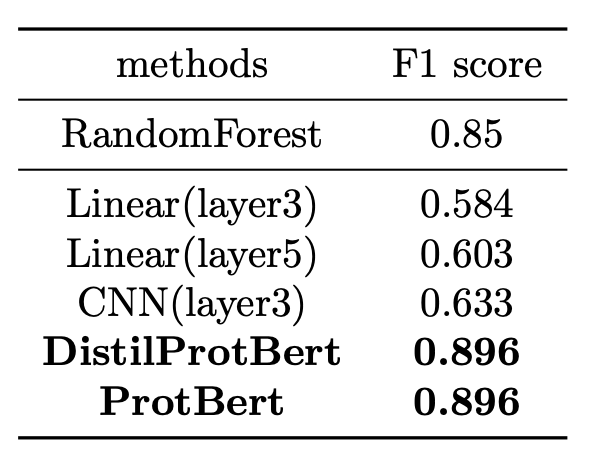 methods F1 score
RandomForest 0.85
Linear(layer3) 0.584
Linear(layer5) 0.603
CNN(layer3) 0.633
DistilProtBert 0.896
ProtBert 0.896